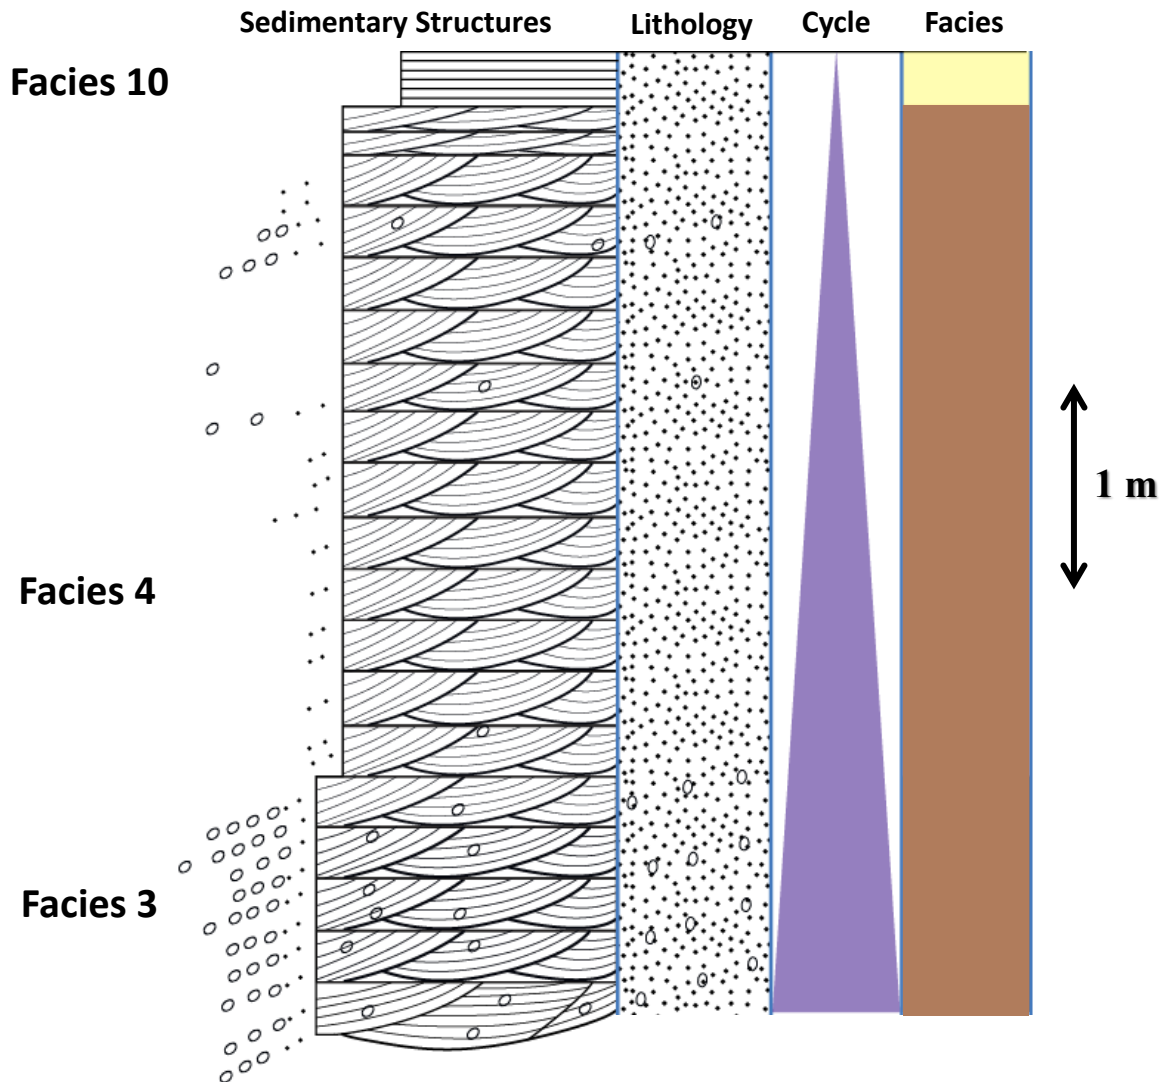 Sedimentary Structures Lithology Cycle Facies
Facies 10
1 m
Facies 4
Facies 3